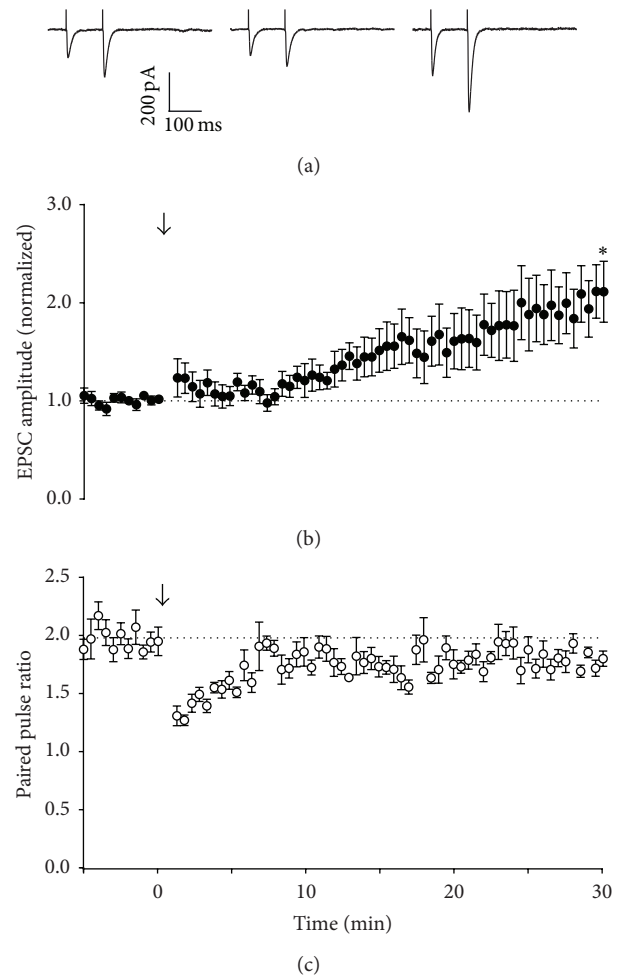 200 pA
100 ms
(a)
3.0
2.0
1.0
0.0
EPSC amplitude (normalized)
*
(b)
2.5
2.0
1.5
1.0
0.5
0.0
Paired pulse ratio
0
10
20
30
Time (min)
(c)